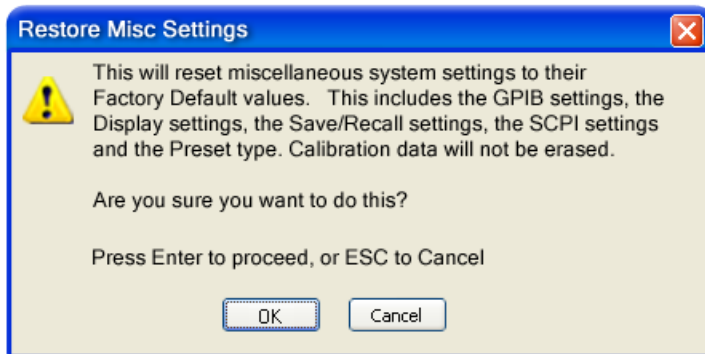 Restore Misc Settings
This will reset miscellaneous system settings to their
Factory Default values.   This includes the GPIB settings, the
Display settings, the Save/Recall settings, the SCPI settings
and the Preset type. Calibration data will not be erased.
Are you sure you want to do this?
Press Enter to proceed, or ESC to Cancel
OK
Cancel